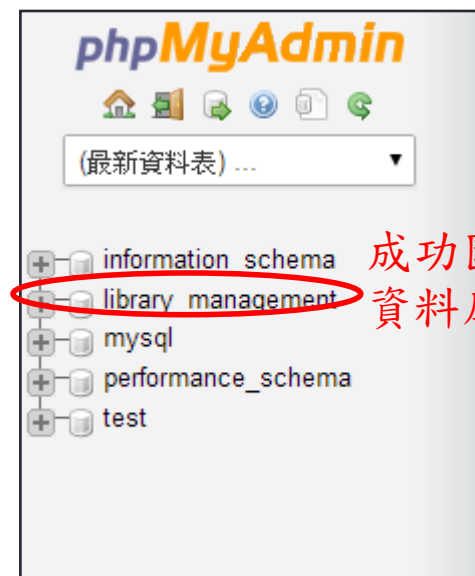 phpMyAdmin
(最新資料表) ...
information_schema
library_management
mysql
performance_schema
test
成功
資料